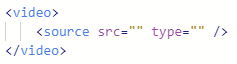 <video>
    <source src="" type="" />
</video>